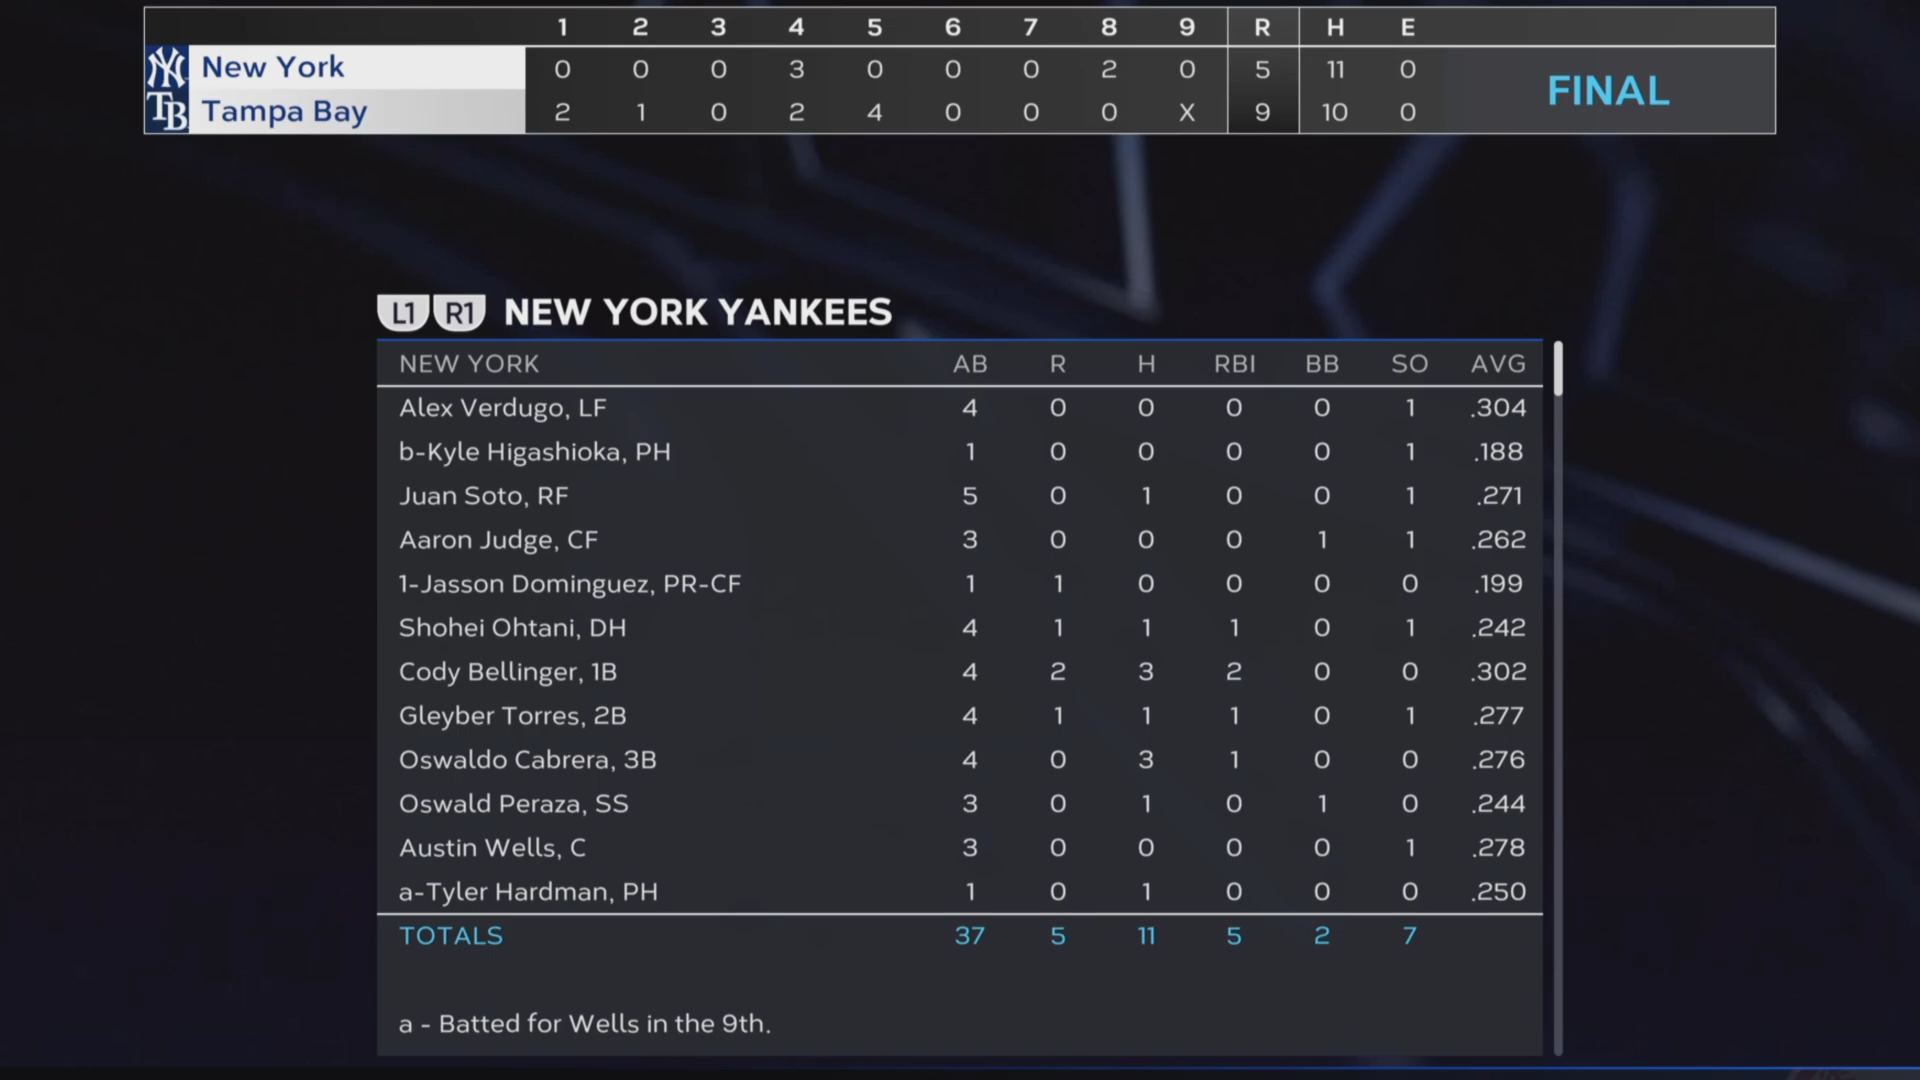 1 2 3 4 5 6 7 8 9 R H E
NY New York 0 0 0 3 0 0 0 2 0 5 11 0
TB Tampa Bay 2 1 0 2 4 0 0 0 X 9 10 0
FINAL
L1 R1 NEW YORK YANKEES
NEW YORK AB R H RBI BB SO AVG
Alex Verdugo, LF 4 0 0 0 0 1 .304
b-Kyle Higashioka, PH 1 0 0 0 0 1 .188
Juan Soto, RF 5 0 1 0 0 1 .271
Aaron Judge, CF 3 0 0 0 1 1 .262
1-Jasson Dominguez, PR-CF 1 1 0 0 0 0 .199
Shohei Ohtani, DH 4 1 1 1 0 1 .242
Cody Bellinger, 1B 4 2 3 2 0 0 .302
Gleyber Torres, 2B 4 1 1 1 0 1 .277
Oswaldo Cabrera, 3B 4 0 3 1 0 0 .276
Oswald Peraza, SS 3 0 1 0 1 0 .244
Austin Wells, C 3 0 0 0 0 1 .278
a-Tyler Hardman, PH 1 0 1 0 0 0 .250
TOTALS 37 5 11 5 2 7
a - Batted for Wells in the 9th.